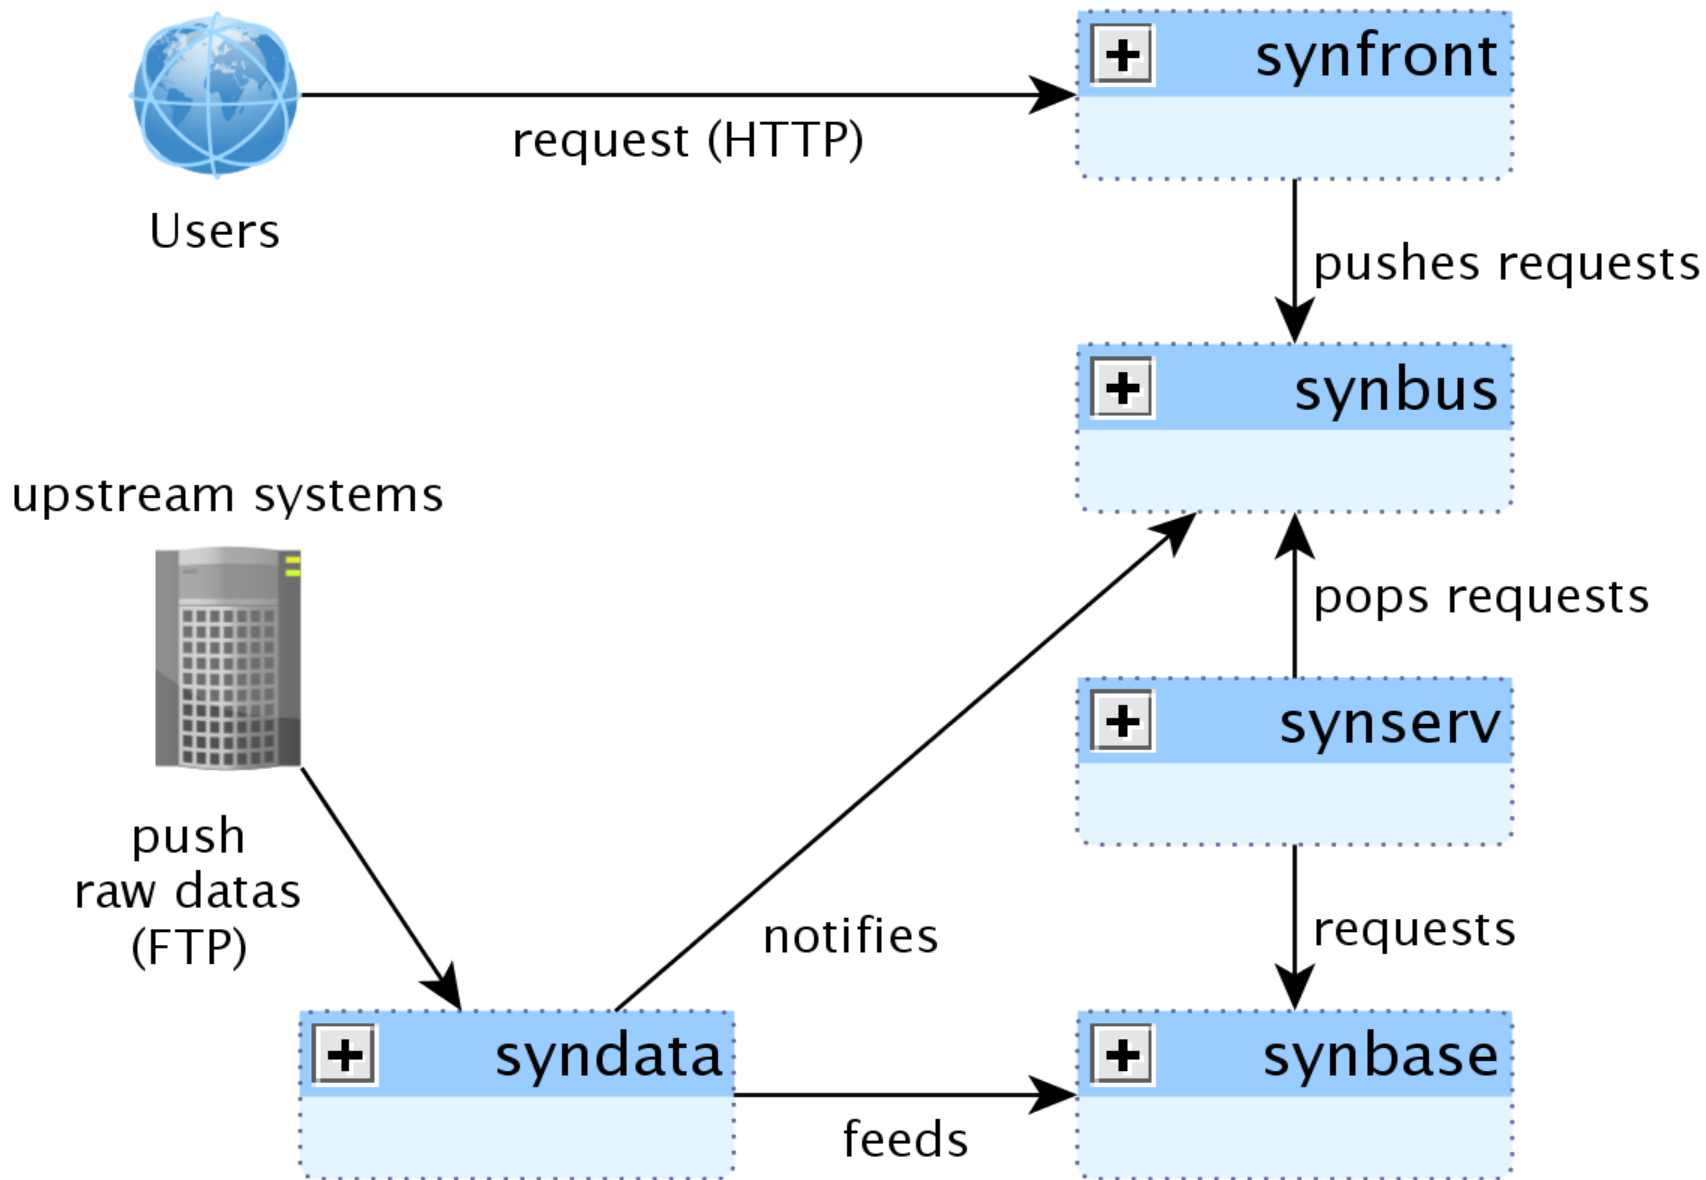 synfront
request (HTTP)
Users
pushes requests
synbus
upstream systems
pops requests
synserv
push
raw datas
(FTP)
notifies
requests
syndata
synbase
feeds